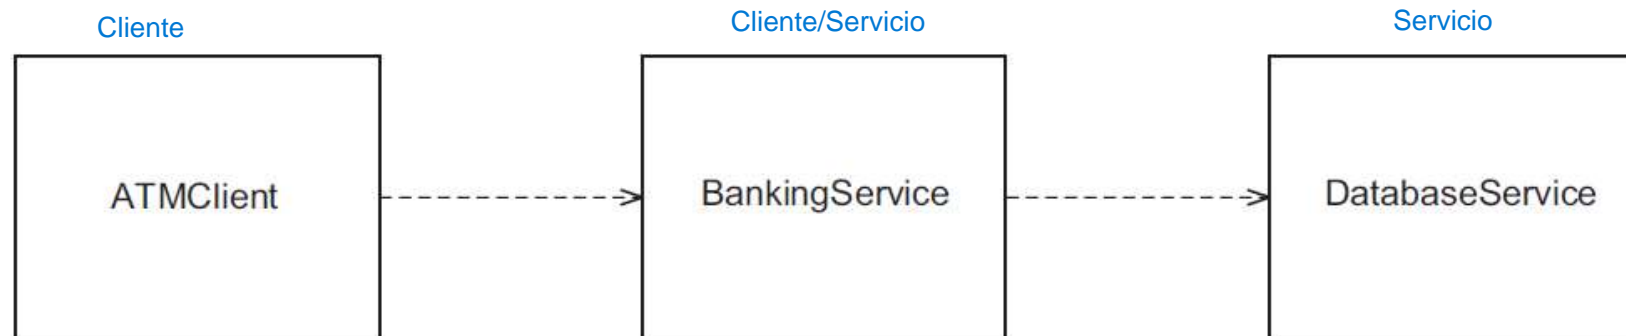 Cliente
Cliente/Servicio
Servicio
ATMClient
BankingService
DatabaseService